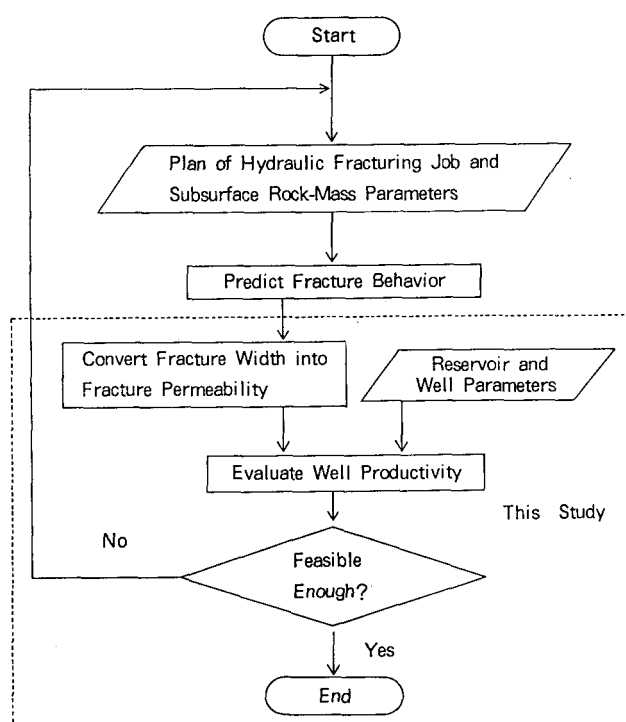 Start
Plan of Hydraulic Fracturing Job and
Subsurface Rock-Mass Parameters
Predict Fracture Behavior
Convert Fracture Width into
Fracture Permeability
Reservoir and
Well Parameters
Evaluate Well Productivity
This Study
No
Feasible
Enough?
Yes
End